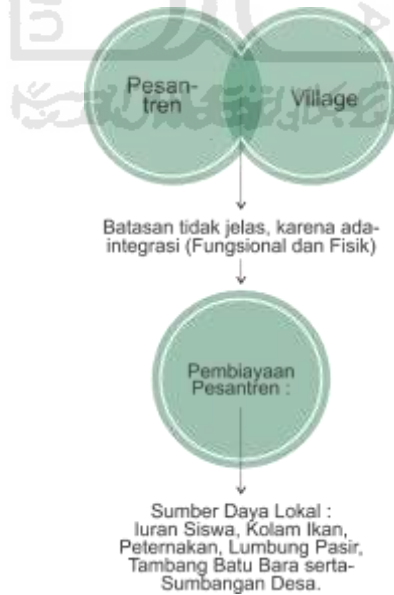 Pesan-
tren
Village
Batasan tidak jelas, karena ada-
integrasi (Fungsional dan Fisik)
Pembiayaan
Pesantren :
Sumber Daya Lokal :
Iuran Siswa, Kolam Ikan,
Peternakan, Lumbung Pasir,
Tambang Batu Bara serta-
Sumbangan Desa.